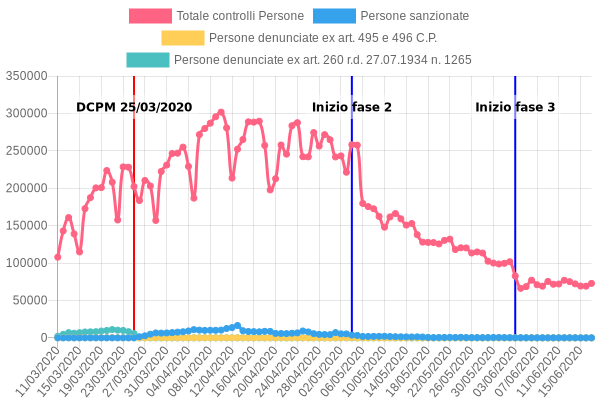 Totale controlli Persone Persone sanzionate
Persone denunciate ex art. 495 e 496 C.P.
Persone denunciate ex art. 260 r.d. 27.07.1934 n. 1265
350000
300000
250000
200000
150000
100000
50000
0
DCPM 25/03/2020 Inizio fase 2 Inizio fase 3
11/03/2020 15/03/2020 19/03/2020 23/03/2020 27/03/2020 31/03/2020 04/04/2020 08/04/2020 12/04/2020 16/04/2020 20/04/2020 24/04/2020 28/04/2020 02/05/2020 06/05/2020 10/05/2020 14/05/2020 18/05/2020 22/05/2020 26/05/2020 30/05/2020 03/06/2020 07/06/2020 11/06/2020 15/06/2020